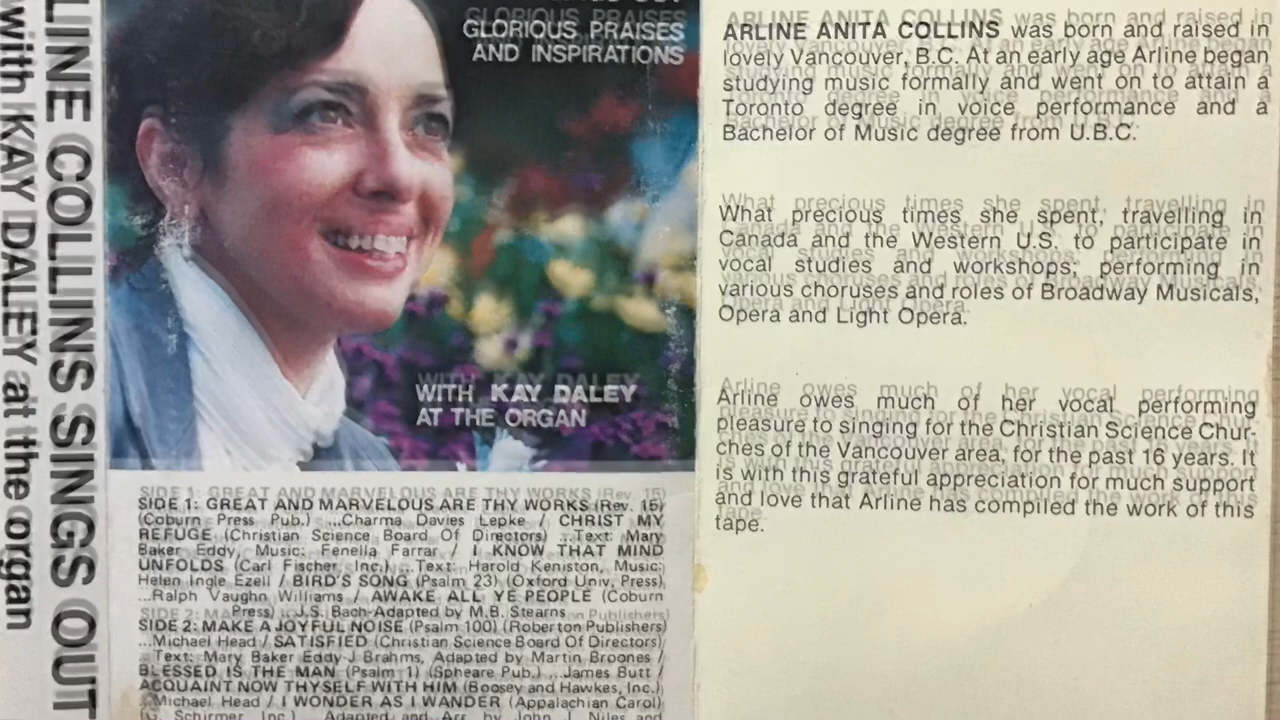 LINE COLLINS SINGS OUT
with KAY DALEY at the organ
GLORIOUS PRAISES
AND INSPIRATIONS
WITH KAY DALEY
AT THE ORGAN
SIDE 1: GREAT AND MARVELOUS ARE THY WORKS (Rev. 15)
(Coburn Press Pub.) ...Charma Davies Lepke / CHRIST MY
REFUGE (Christian Science Board Of Directors) ...Text: Mary
Baker Eddy, Music: Fenella Farrar / I KNOW THAT MIND
UNFOLDS (Carl Fischer, Inc.) ...Text: Harold Keniston, Music:
Helen Ingle Ezell / BIRD'S SONG (Psalm 23) (Oxford Univ. Press)
...Ralph Vaughn Williams / AWAKE ALL YE PEOPLE (Coburn
Press) ...J.S. Bach-Adapted by M.B. Stearns
SIDE 2: MAKE A JOYFUL NOISE (Psalm 100) (Roberton Publishers)
...Michael Head / SATISFIED (Christian Science Board Of Directors)
Text: Mary Baker Eddy-J Brahms, Adapted by Martin Broones /
BLESSED IS THE MAN (Psalm 1) (Spheare Pub.) ...James Butt /
ACQUAINT NOW THYSELF WITH HIM (Boosey and Hawkes, Inc.)
...Michael Head / I WONDER AS I WANDER (Appalachian Carol)
(G. Schirmer, Inc.) ...Adapted and Arr. by John J. Niles and
ARLINE ANITA COLLINS was born and raised in
lovely Vancouver, B.C. At an early age Arline began
studying music formally and went on to attain a
Toronto degree in voice performance and a
Bachelor of Music degree from U.B.C.
What precious times she spent, travelling in
Canada and the Western U.S. to participate in
vocal studies and workshops; performing in
various choruses and roles of Broadway Musicals,
Opera and Light Opera.
Arline owes much of her vocal performing
pleasure to singing for the Christian Science Chur-
ches of the Vancouver area, for the past 16 years. It
is with this grateful appreciation for much support
and love that Arline has compiled the work of this
tape.